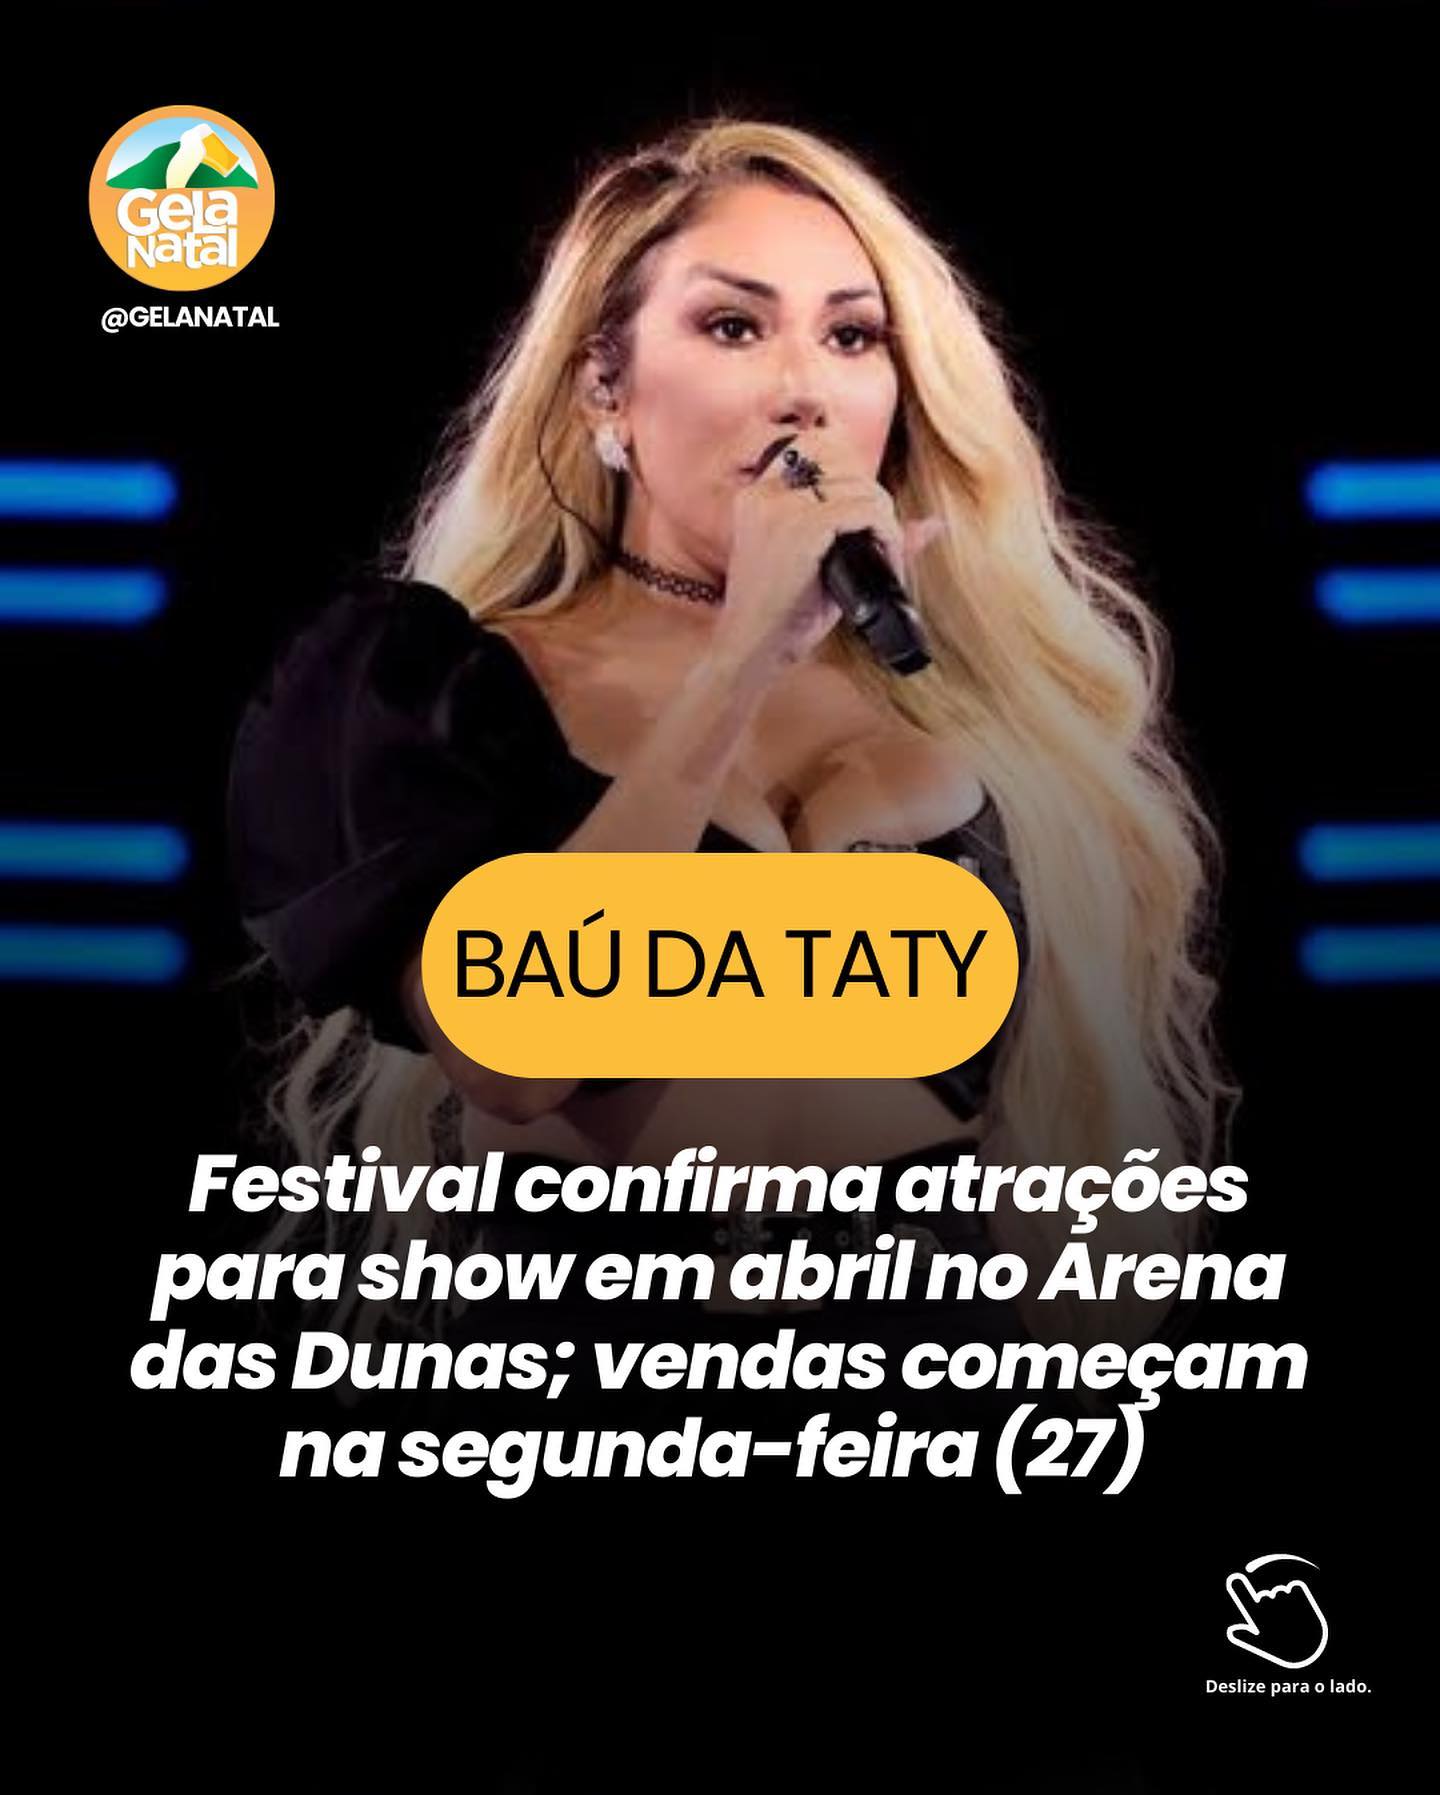 Gela
Natal
@GELANATAL
BAÚ DA TATY
Festival confirma atrações
para show em abril no Arena
das Dunas; vendas começam
na segunda-feira (27)
Deslize para o lado.